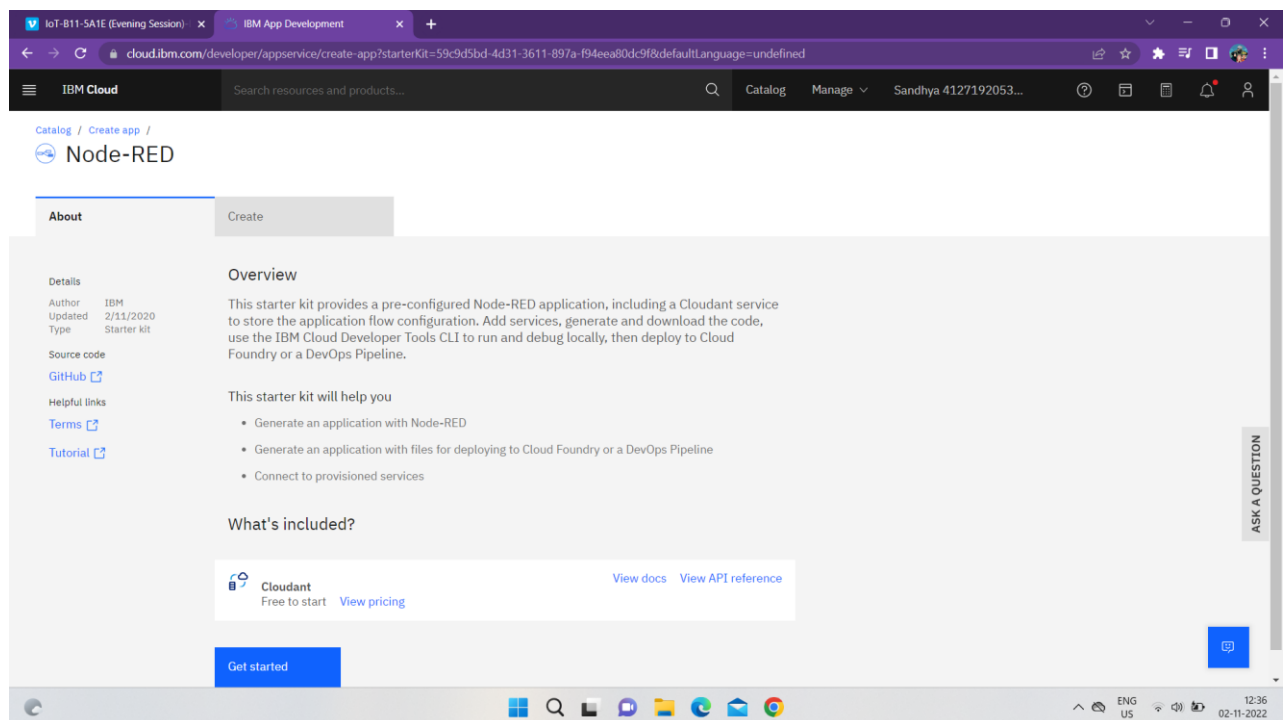 IoT-B11-5A1E (Evening Session)-
IBM App Development
cloud.ibm.com/developer/appservice/create-app?starterKit=59c9d5bd-4d31-3611-897a-f94eea80dc9f&defaultLanguage=undefined
IBM Cloud
Search resources and products...
Catalog
Manage
Sandhya 4127192053...
Catalog / Create app /
Node-RED
About
Create
Details
Author IBM
Updated 2/11/2020
Type Starter kit
Source code
GitHub
Helpful links
Terms
Tutorial
Overview
This starter kit provides a pre-configured Node-RED application, including a Cloudant service
to store the application flow configuration. Add services, generate and download the code,
use the IBM Cloud Developer Tools CLI to run and debug locally, then deploy to Cloud
Foundry or a DevOps Pipeline.
This starter kit will help you
• Generate an application with Node-RED
• Generate an application with files for deploying to Cloud Foundry or a DevOps Pipeline
• Connect to provisioned services
What's included?
Cloudant
View docs View API reference
Free to start View pricing
Get started
ASK A QUESTION
ENG
US
12:36
02-11-2022